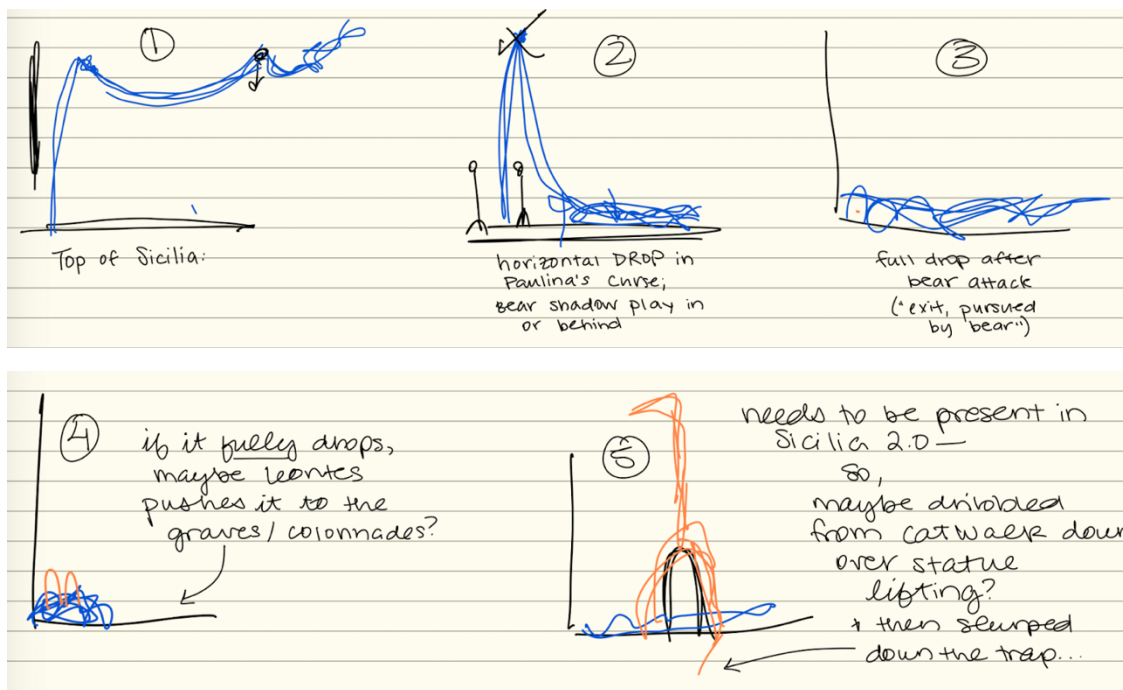 1
Top of Sicilia:
2
horizontal DROP in
Paulina's curse;
Bear shadow play in
or behind
3
full drop after
bear attack
("exit, pursued
by bear")
4
if it fully drops,
maybe leontes
pushes it to the
graves/colonnades?
5
needs to be present in
Sicilia 2.0—
so,
maybe dribbled
from catwalk down
over statue
lifting?
+ then slurped
down the trap...